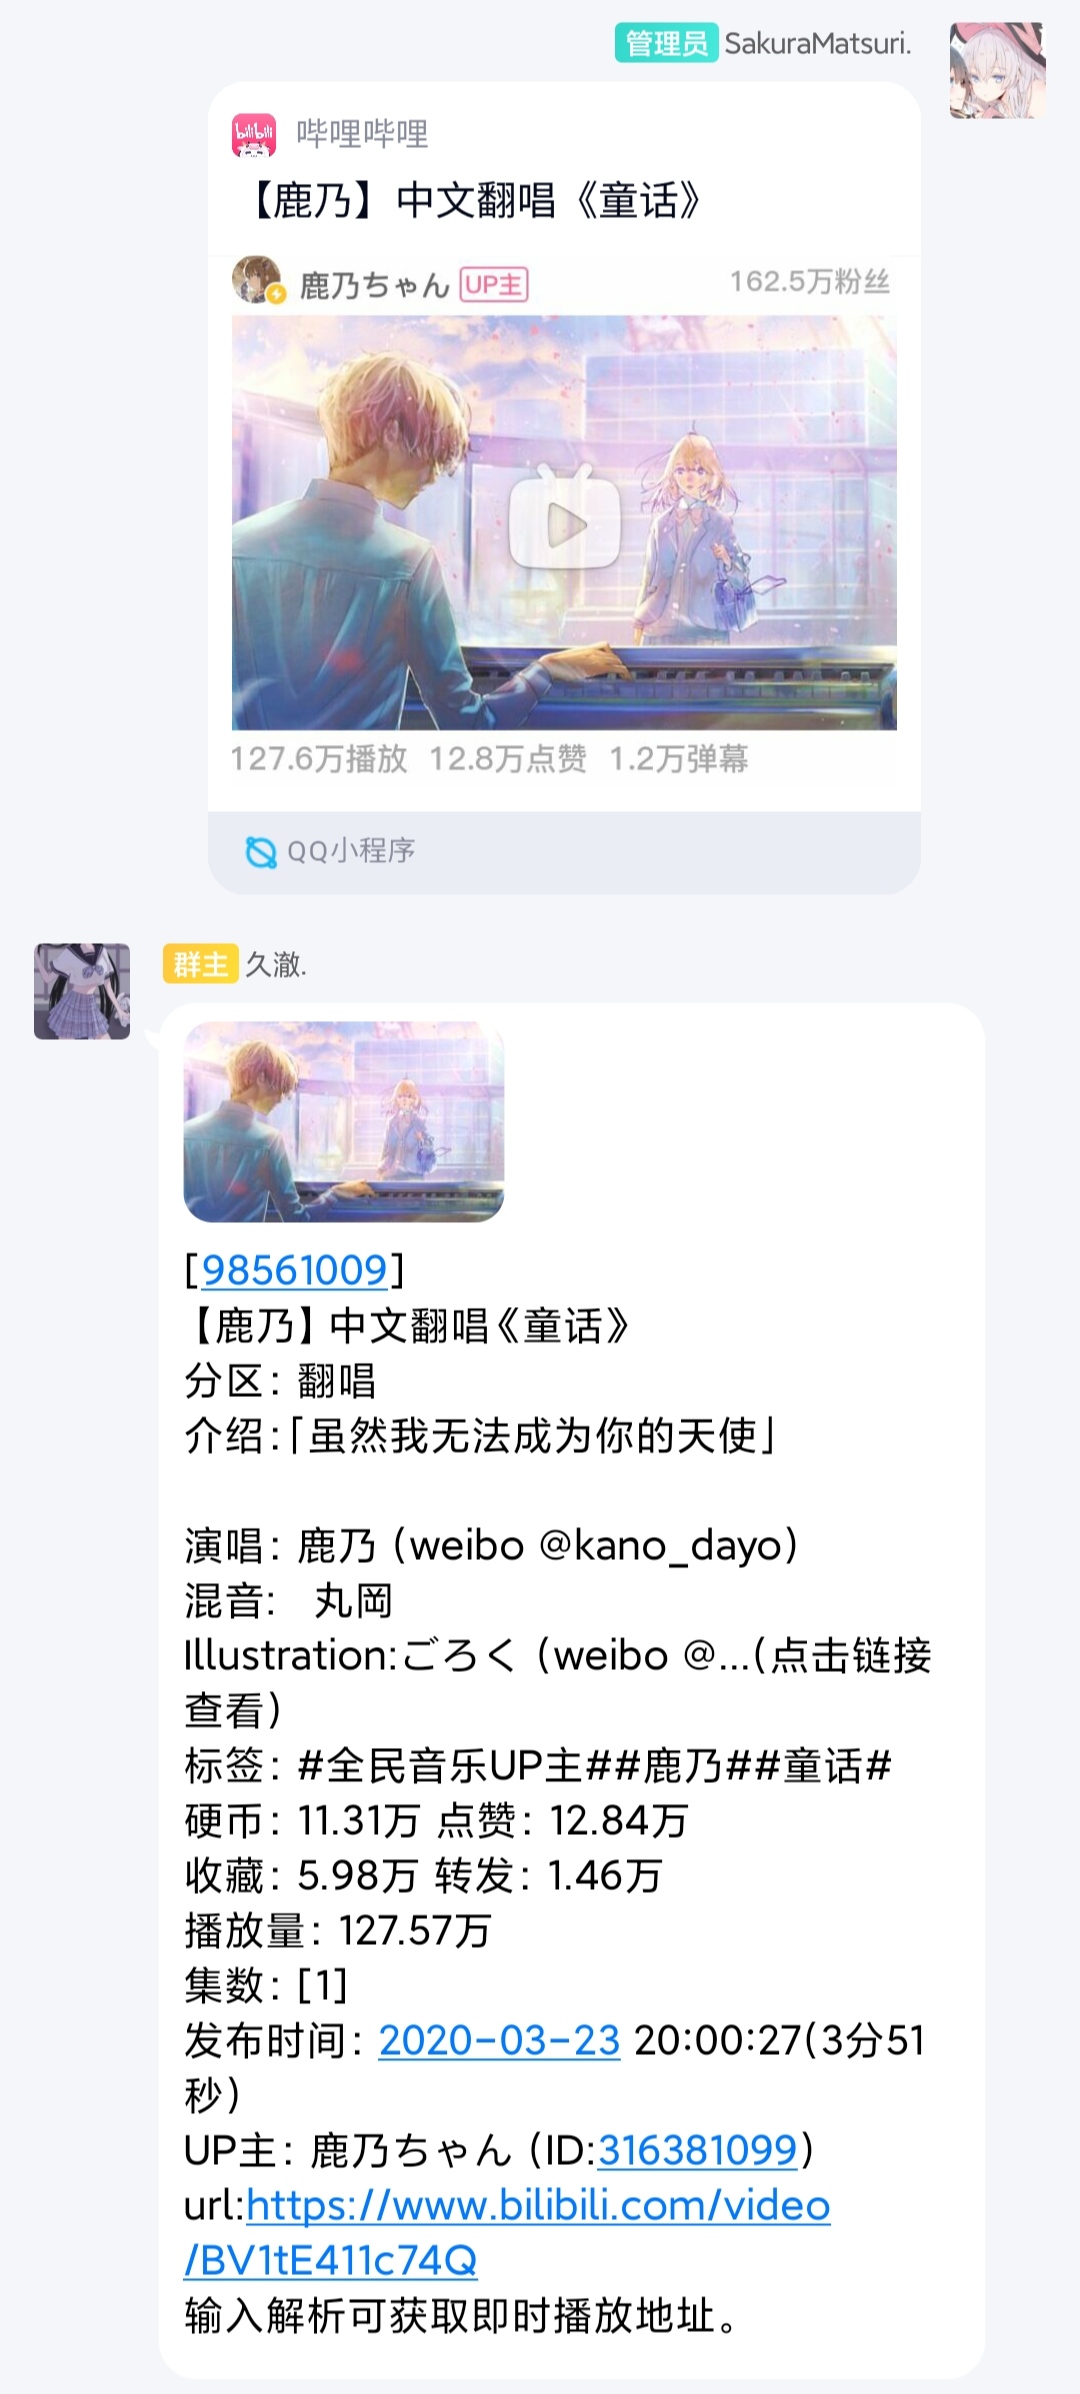 管理员 SakuraMatsuri.
bilibili 哔哩哔哩
【鹿乃】中文翻唱《童话》
鹿乃ちゃん UP主 162.5万粉丝
127.6万播放 12.8万点赞 1.2万弹幕
QQ小程序
群主 久澈.
[98561009]
【鹿乃】中文翻唱《童话》
分区：翻唱
介绍：「虽然我无法成为你的天使」
演唱：鹿乃（weibo @kano_dayo）
混音:　丸岡
Illustration:ごろく（weibo @...(点击链接
查看)
标签：#全民音乐UP主##鹿乃##童话#
硬币：11.31万 点赞：12.84万
收藏：5.98万 转发：1.46万
播放量：127.57万
集数：[1]
发布时间：2020-03-23 20:00:27(3分51
秒)
UP主：鹿乃ちゃん（ID:316381099）
url:https://www.bilibili.com/video
/BV1tE411c74Q
输入解析可获取即时播放地址。